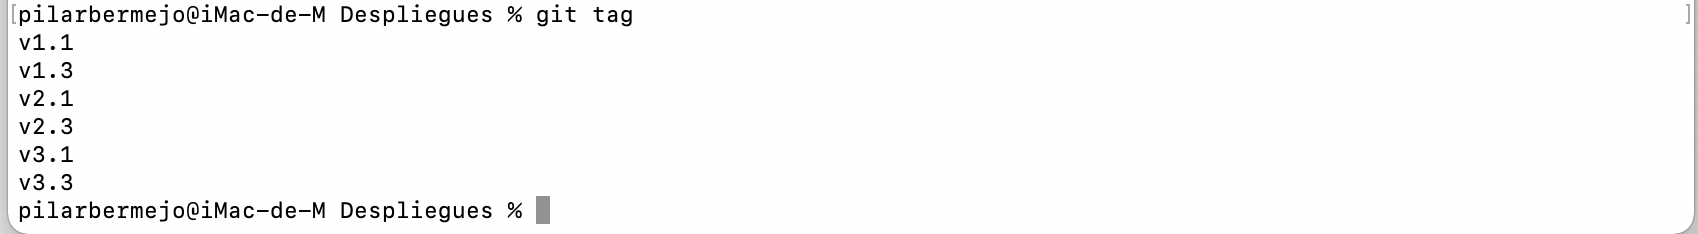 [pilarbermejo@iMac-de-M Despliegues % git tag ]
v1.1
v1.3
v2.1
v2.3
v3.1
v3.3
pilarbermejo@iMac-de-M Despliegues %